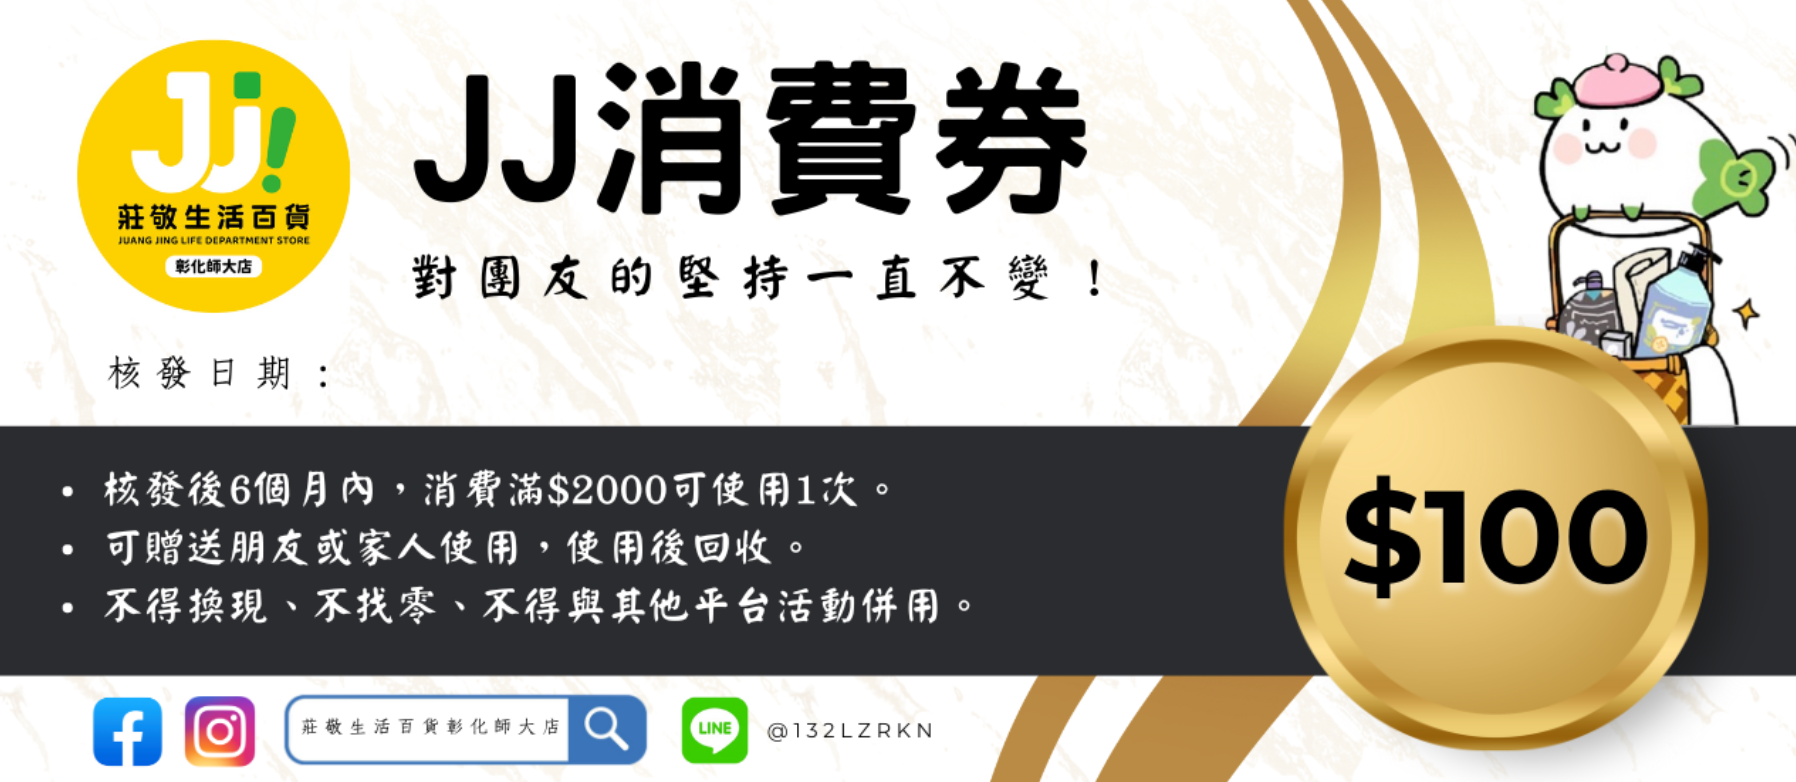 JJ!
莊敬生活百貨
JUANG JING LIFE DEPARTMENT STORE
彰化師大店
JJ消費券
對團友的堅持一直不變！
核發日期：
• 核發後6個月內，消費滿$2000可使用1次。
• 可贈送朋友或家人使用，使用後回收。
• 不得換現、不找零、不得與其他平台活動併用。
$100
莊敬生活百貨彰化師大店
LINE
@132LZRKN